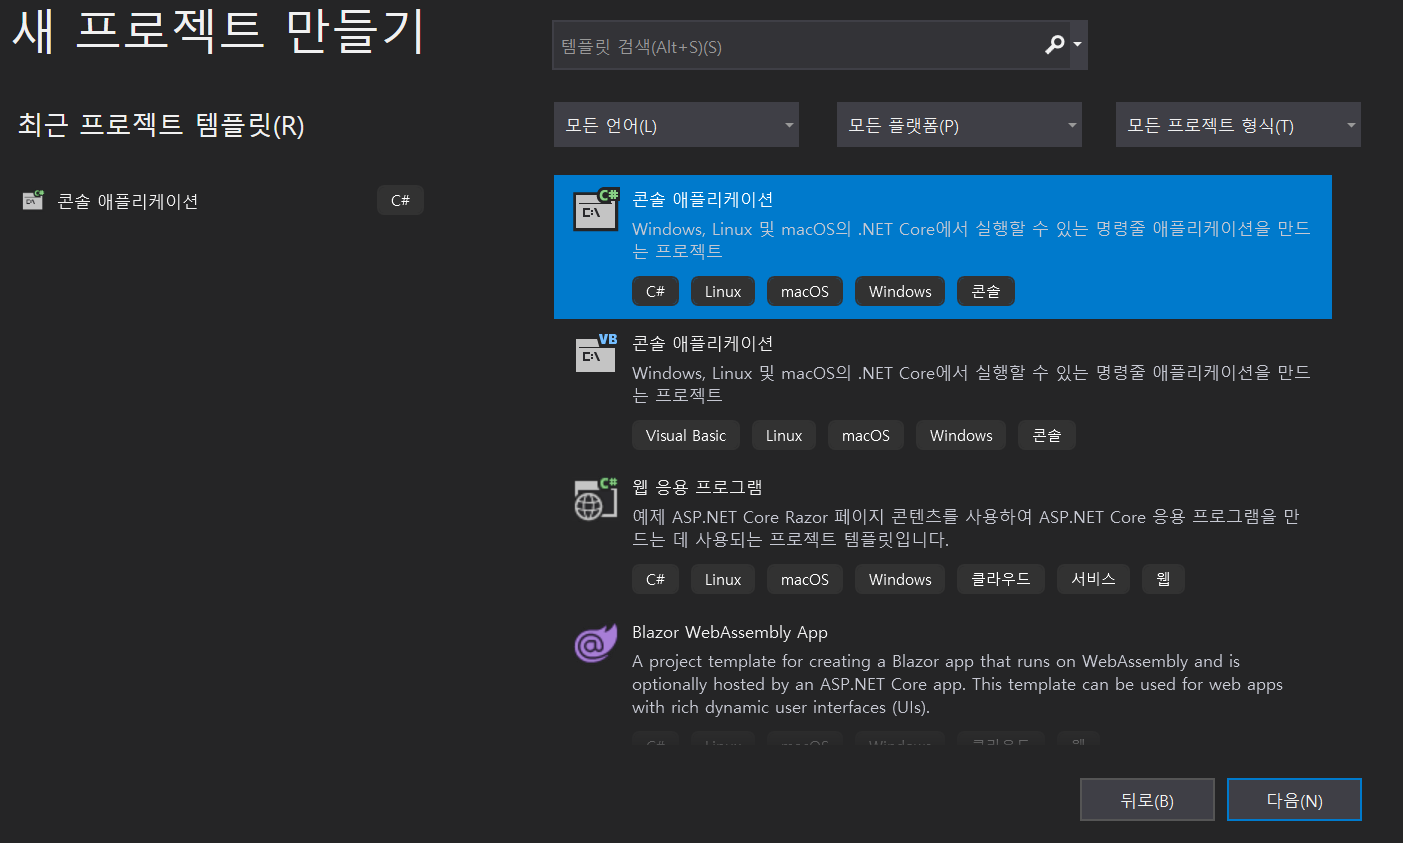 새 프로젝트 만들기
템플릿 검색(Alt+S)(S)
최근 프로젝트 템플릿(R)
모든 언어(L)
모든 플랫폼(P)
모든 프로젝트 형식(T)
콘솔 애플리케이션
C#
C#
콘솔 애플리케이션
Windows, Linux 및 macOS의 .NET Core에서 실행할 수 있는 명령줄 애플리케이션을 만드
는 프로젝트
C# Linux macOS Windows 콘솔
VB
콘솔 애플리케이션
Windows, Linux 및 macOS의 .NET Core에서 실행할 수 있는 명령줄 애플리케이션을 만드
는 프로젝트
Visual Basic Linux macOS Windows 콘솔
C#
웹 응용 프로그램
예제 ASP.NET Core Razor 페이지 콘텐츠를 사용하여 ASP.NET Core 응용 프로그램을 만
드는 데 사용되는 프로젝트 템플릿입니다.
C# Linux macOS Windows 클라우드 서비스 웹
Blazor WebAssembly App
A project template for creating a Blazor app that runs on WebAssembly and is
optionally hosted by an ASP.NET Core app. This template can be used for web apps
with rich dynamic user interfaces (UIs).
C# Linux macOS Windows 클라우드 웹
뒤로(B)
다음(N)